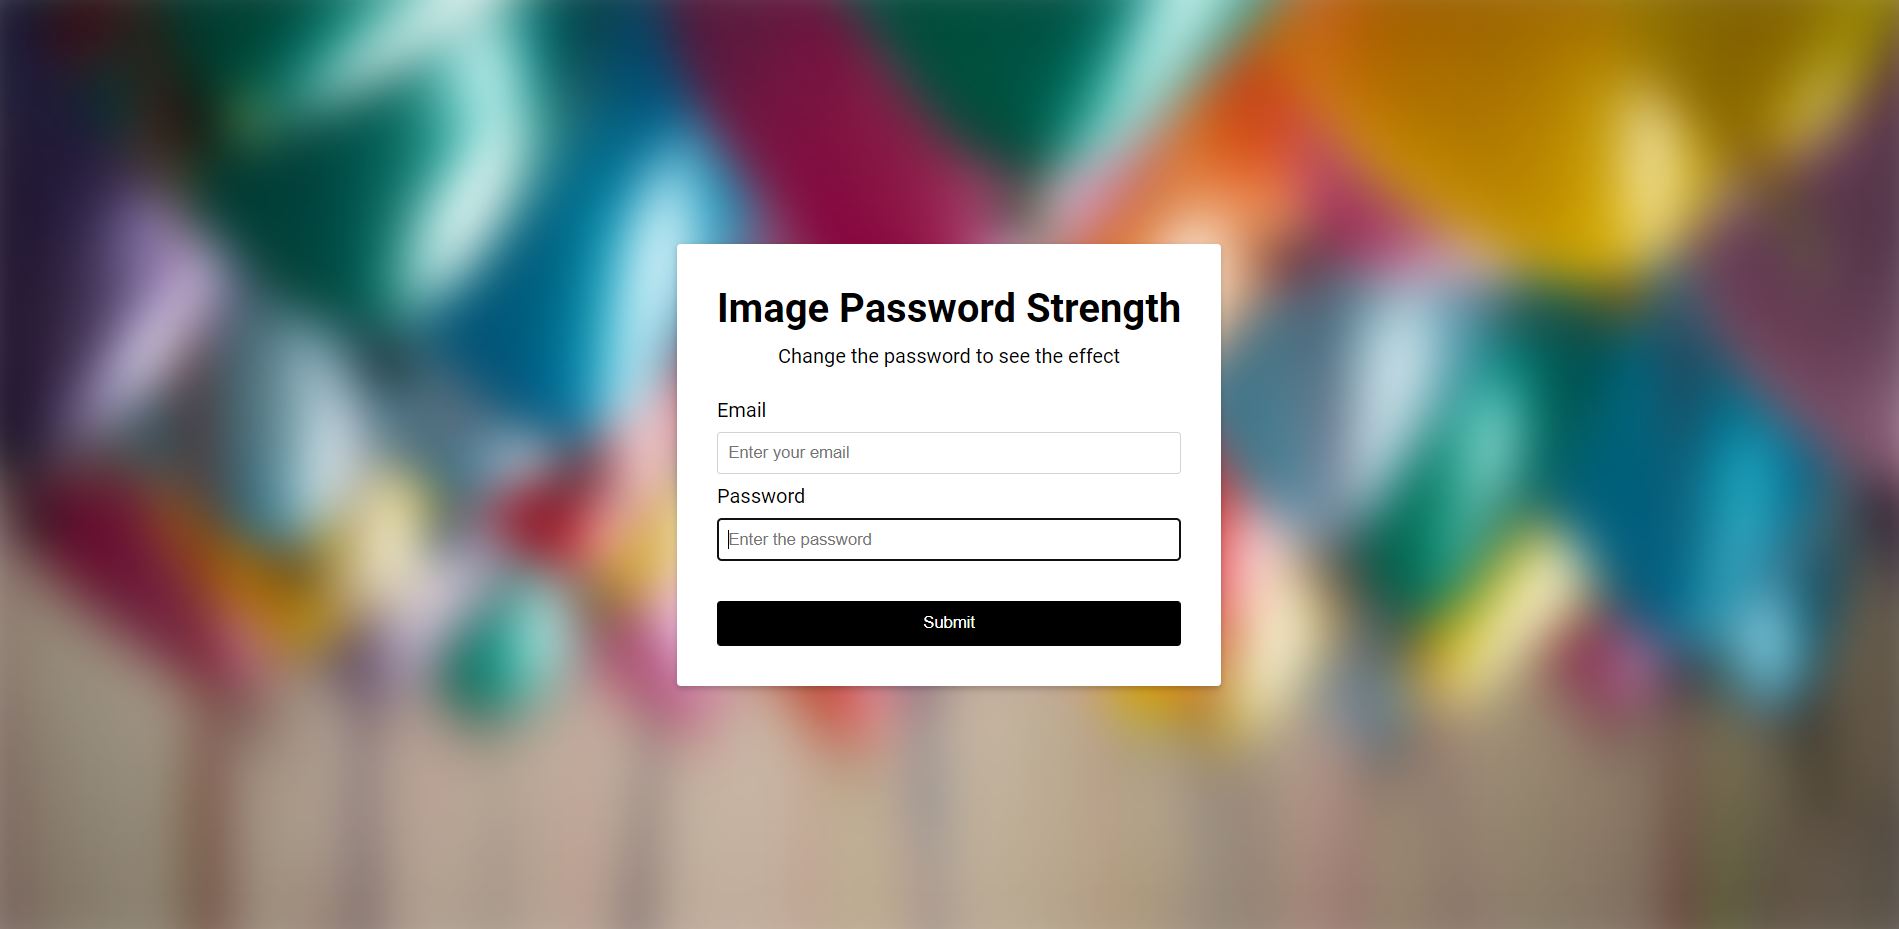 Image Password Strength
Change the password to see the effect
Email
Enter your email
Password
Enter the password
Submit